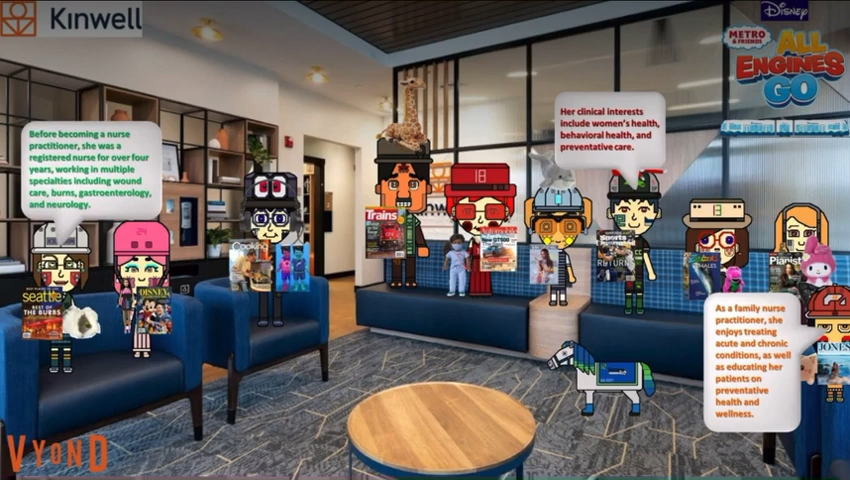 Kinwell
DISNEY
METRO
& FRIENDS
ALL
ENGINES
GO
Before becoming a nurse
practitioner, she was a
registered nurse for over four
years, working in multiple
specialties including wound
care, burns, gastroenterology,
and neurology.
Her clinical interests
include women's health,
behavioral health, and
preventative care.
As a family nurse
practitioner, she
enjoys treating
acute and chronic
conditions, as well
as educating her
patients on
preventative
health and
wellness.
Trains
Cooking
Sports
RETURN
Pianist
seattle
BEST OF
THE BURBS
DISNEY
JONES
VYOND